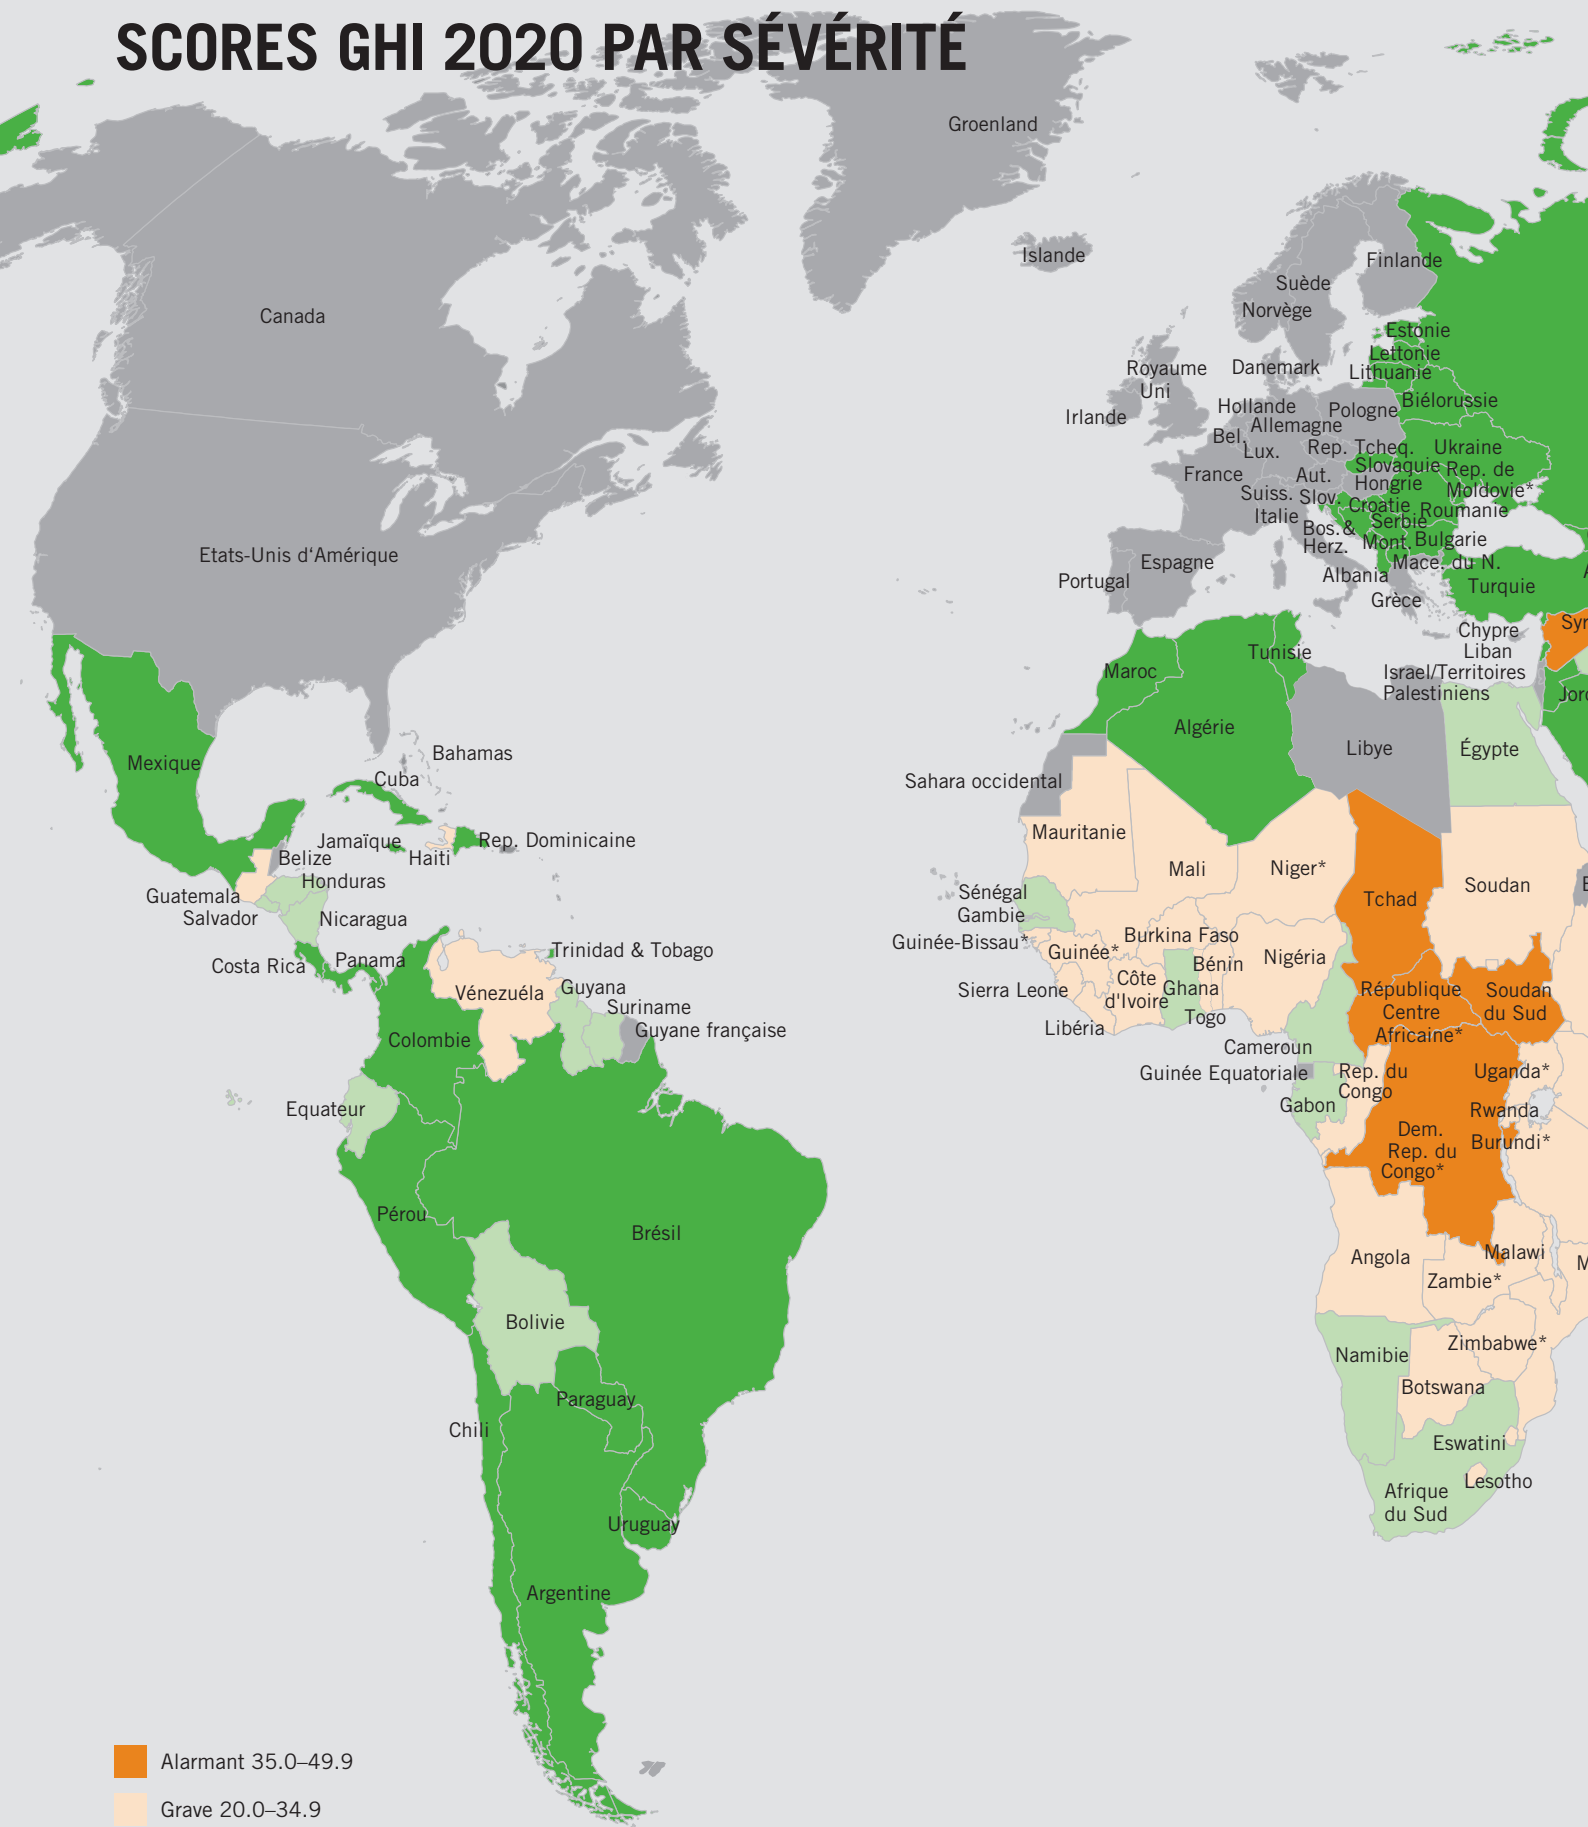 SCORES GHI 2020 PAR SÉVÉRITÉ
Groenland
Islande
Canada
Finlande
Suède
Norvège
Estonie
Lettonie
Lithuanie
Danemark
Royaume
Uni
Irlande
Hollande
Allemagne
Pologne
Biélorussie
Bel.
Lux.
Rep. Tcheq.
Ukraine
France
Aut.
Slovaquie
Rep. de
Moldovie*
Hongrie
Suiss.
Slov.
Croatie
Roumanie
Italie
Serbie
Bos.&
Herz.
Mont.
Bulgarie
Mace. du N.
Albania
Grèce
Turquie
Etats-Unis d‘Amérique
Espagne
Portugal
Chypre
Liban
Israel/Territoires
Palestiniens
Syr
Jor
Tunisie
Maroc
Algérie
Libye
Égypte
Sahara occidental
Mexique
Bahamas
Cuba
Jamaïque
Haiti
Rep. Dominicaine
Belize
Honduras
Guatemala
Salvador
Nicaragua
Costa Rica
Panama
Trinidad & Tobago
Vénezuéla
Guyana
Suriname
Guyane française
Colombie
Equateur
Pérou
Brésil
Bolivie
Paraguay
Chili
Uruguay
Argentine
Mauritanie
Mali
Niger*
Tchad
Soudan
E
Sénégal
Gambie
Guinée-Bissau*
Guinée*
Burkina Faso
Bénin
Nigéria
Sierra Leone
Côte
d'Ivoire
Ghana
Togo
Libéria
République
Centre
Africaine*
Soudan
du Sud
Cameroun
Guinée Equatoriale
Rep. du
Congo
Gabon
Uganda*
Rwanda
Burundi*
Dem.
Rep. du
Congo*
Angola
Malawi
Zambie*
M
Zimbabwe*
Namibie
Botswana
Eswatini
Lesotho
Afrique
du Sud
Alarmant 35.0–49.9
Grave 20.0–34.9